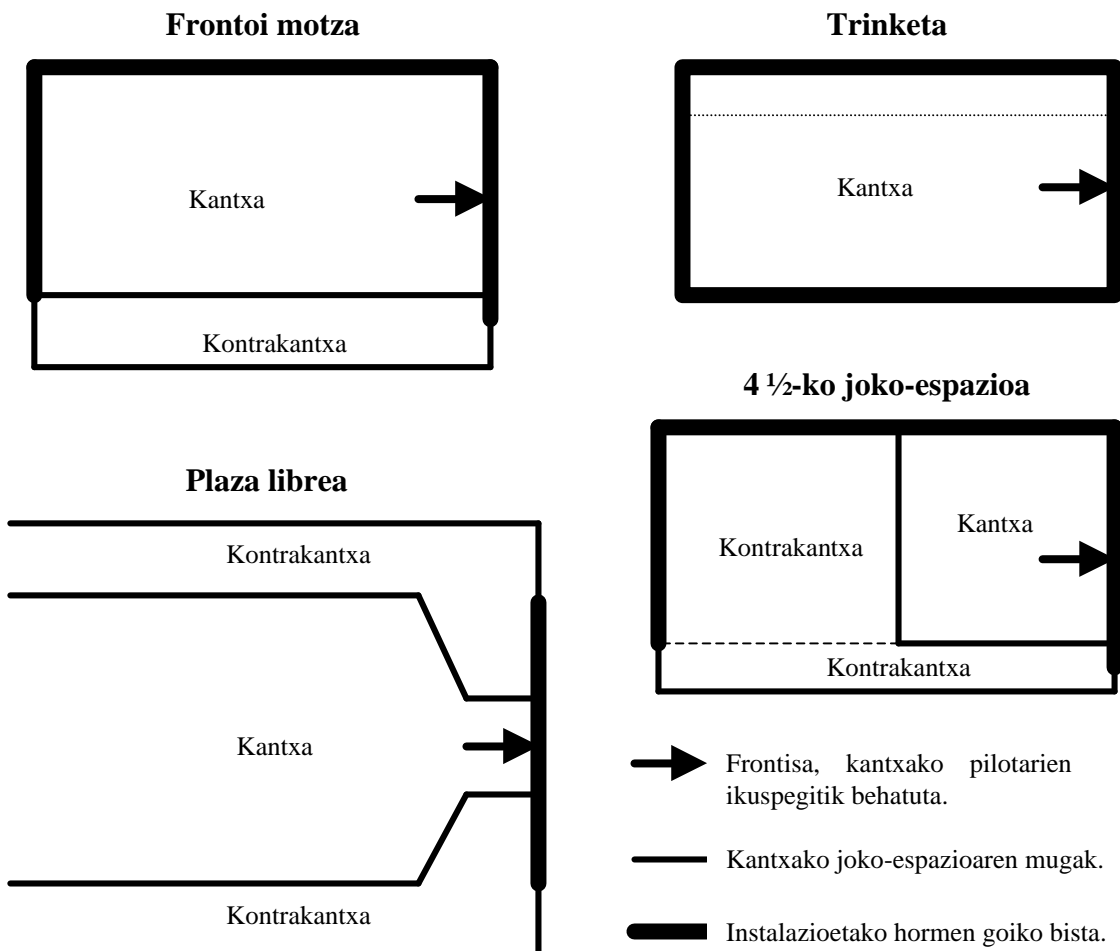 Frontoi motza
Kantxa
Kontrakantxa
Trinketa
Kantxa
4 ½-ko joko-espazioa
Kontrakantxa
Kantxa
Kontrakantxa
Plaza librea
Kontrakantxa
Kantxa
Kontrakantxa
Frontisa, kantxako pilotarien
ikuspegitik behatuta.
Kantxako joko-espazioaren mugak.
Instalazioetako hormen goiko bista.